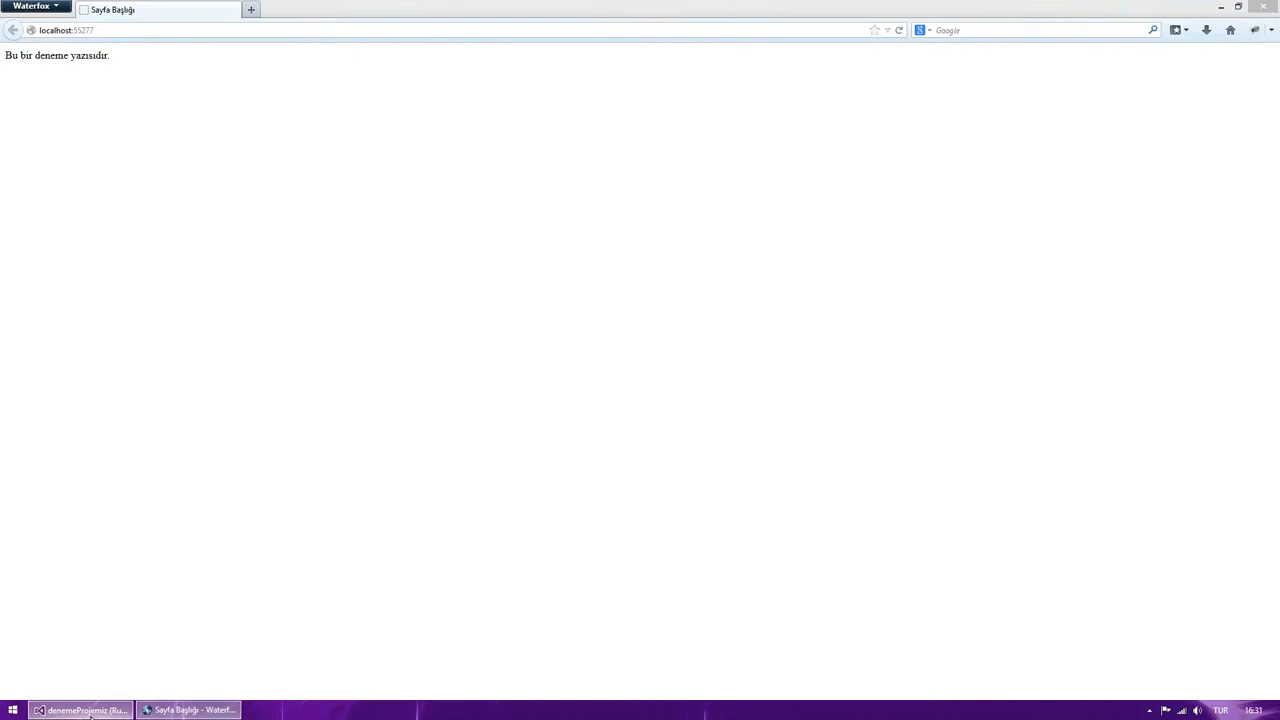 Waterfox
Sayfa Başlığı
localhost:55277
Google
Bu bir deneme yazısıdır.
denemeProjemiz (Ru...
Sayfa Başlığı - Waterf...
TUR
16:31